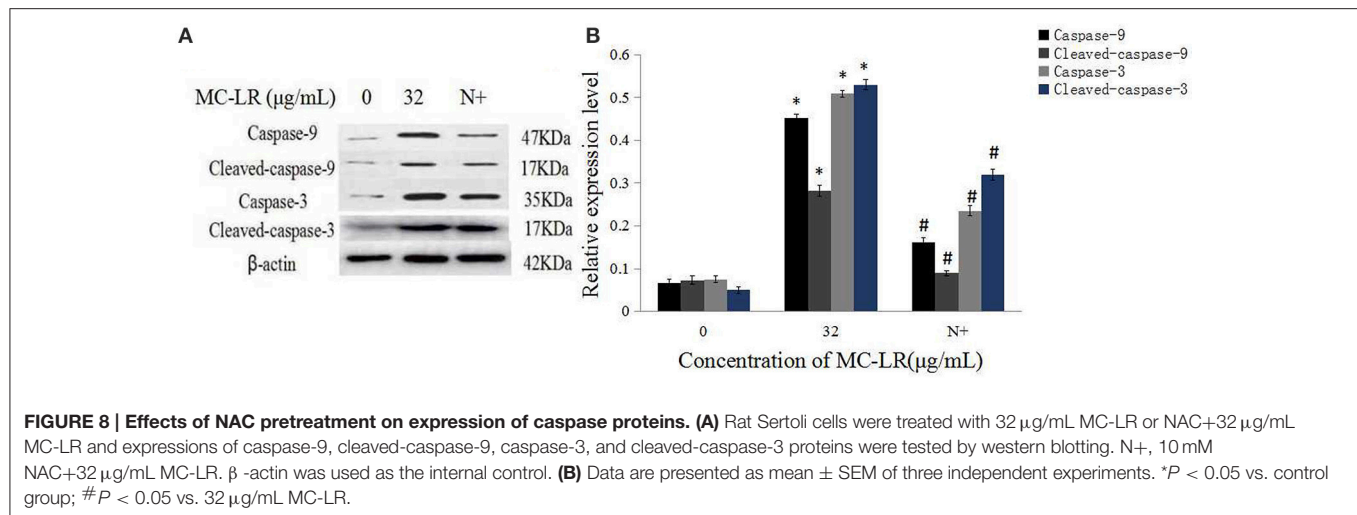 A
MC-LR (μg/mL) 0 32 N+
Caspase-9 47KDa
Cleaved-caspase-9 17KDa
Caspase-3 35KDa
Cleaved-caspase-3 17KDa
β-actin 42KDa
B
Caspase-9
Cleaved-caspase-9
Caspase-3
Cleaved-caspase-3
Relative expression level
0.6
0.5
0.4
0.3
0.2
0.1
0
* * * *
# # # #
0 32 N+
Concentration of MC-LR(μg/mL)
FIGURE 8 | Effects of NAC pretreatment on expression of caspase proteins. (A) Rat Sertoli cells were treated with 32 μg/mL MC-LR or NAC+32 μg/mL
MC-LR and expressions of caspase-9, cleaved-caspase-9, caspase-3, and cleaved-caspase-3 proteins were tested by western blotting. N+, 10 mM
NAC+32 μg/mL MC-LR. β -actin was used as the internal control. (B) Data are presented as mean ± SEM of three independent experiments. *P < 0.05 vs. control
group; #P < 0.05 vs. 32 μg/mL MC-LR.